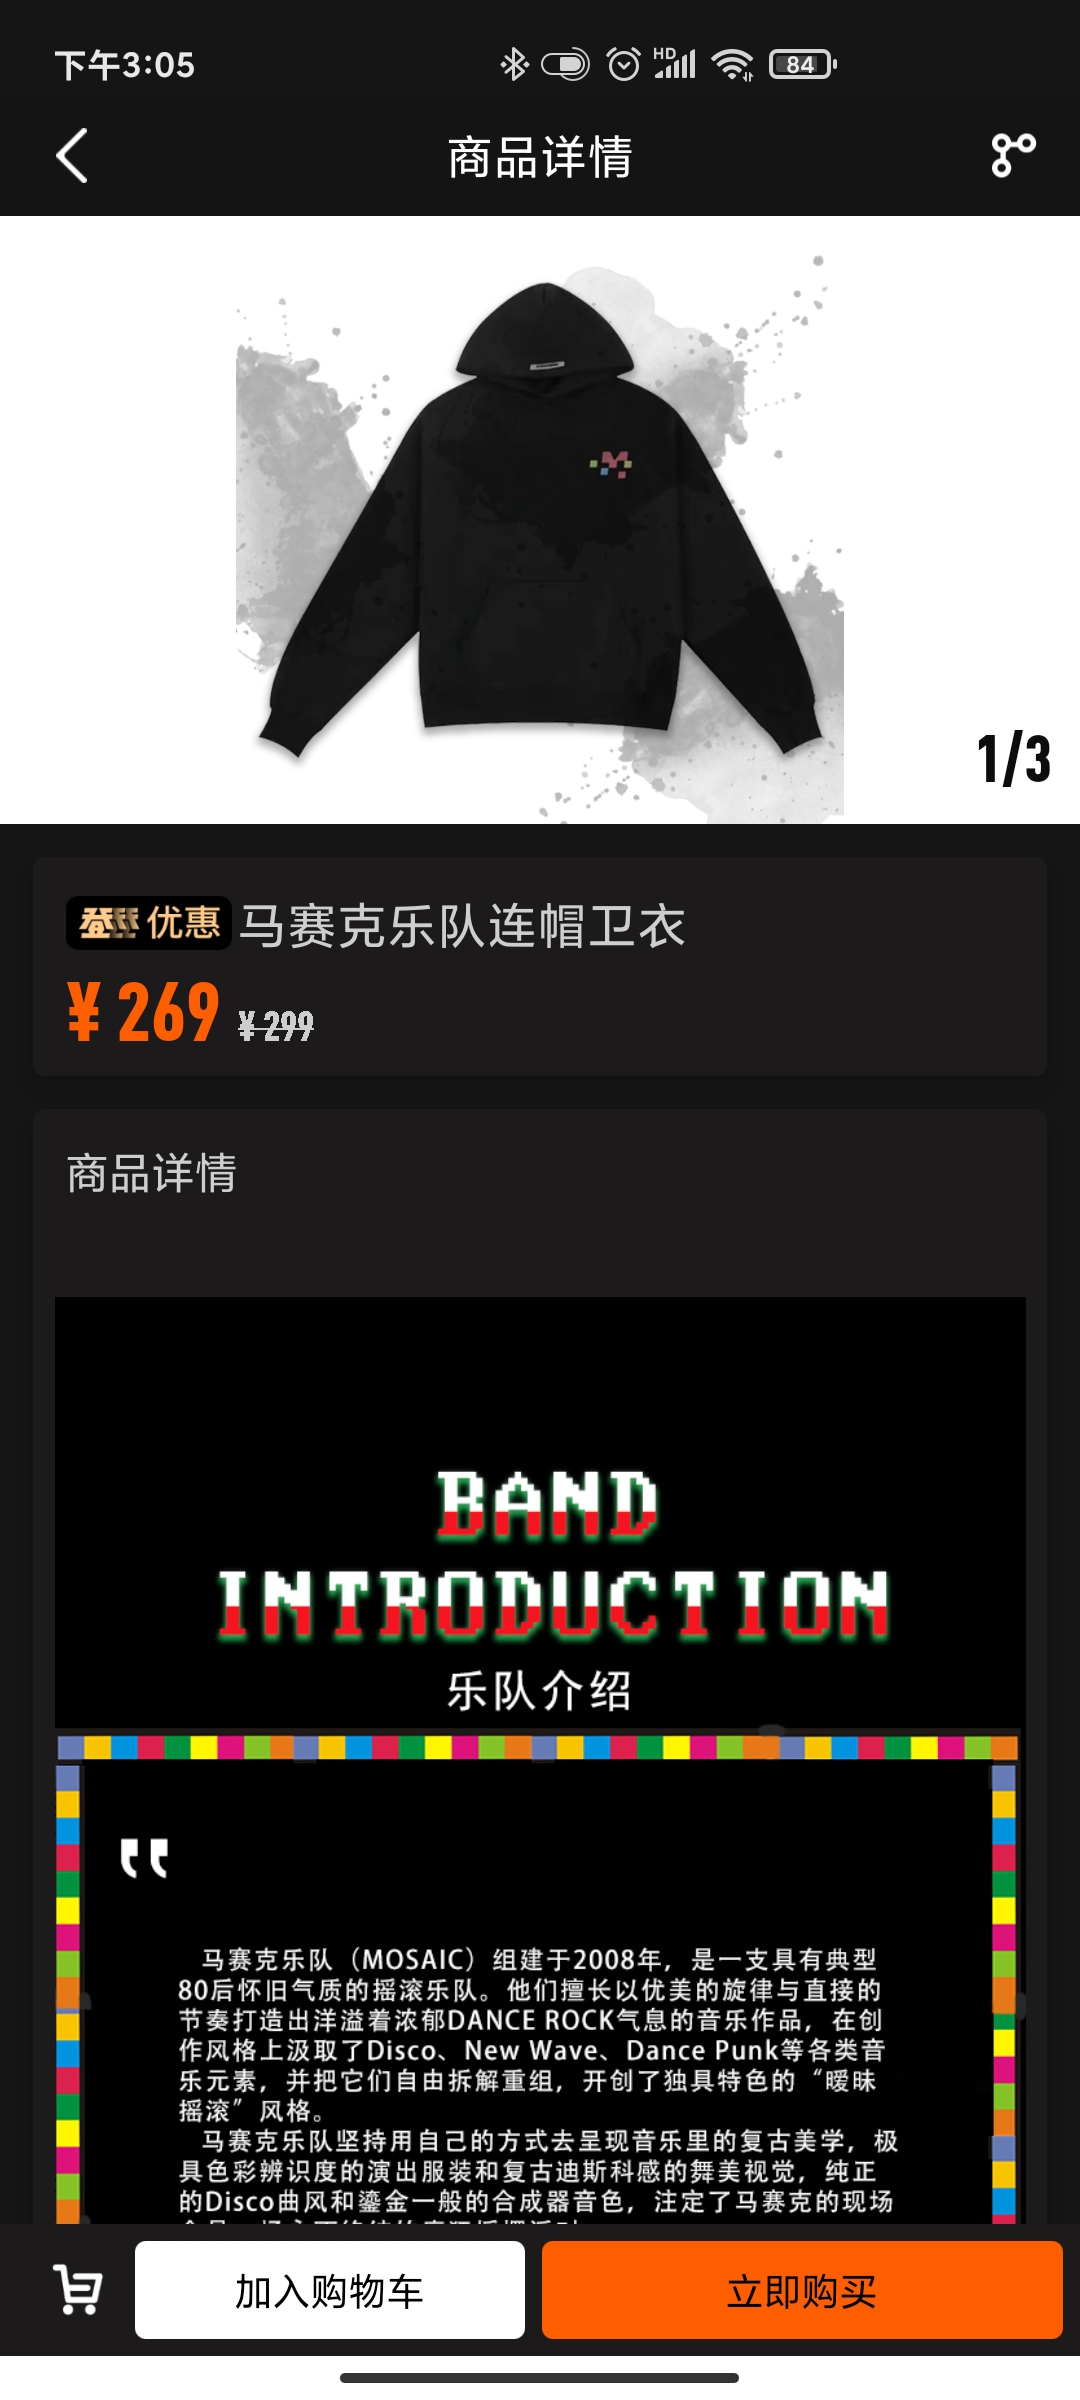 下午3:05
HD
84
商品详情
1/3
优惠 马赛克乐队连帽卫衣
¥ 269 ¥ 299
商品详情
BAND
INTRODUCTION
乐队介绍
"
马赛克乐队（MOSAIC）组建于2008年，是一支具有典型
80后怀旧气质的摇滚乐队。他们擅长以优美的旋律与直接的
节奏打造出洋溢着浓郁DANCE ROCK气息的音乐作品，在创
作风格上汲取了Disco、New Wave、Dance Punk等各类音
乐元素，并把它们自由拆解重组，开创了独具特色的“暧昧
摇滚”风格。
马赛克乐队坚持用自己的方式去呈现音乐里的复古美学，极
具色彩辨识度的演出服装和复古迪斯科感的舞美视觉，纯正
的Disco曲风和鎏金一般的合成器音色，注定了马赛克的现场
加入购物车
立即购买